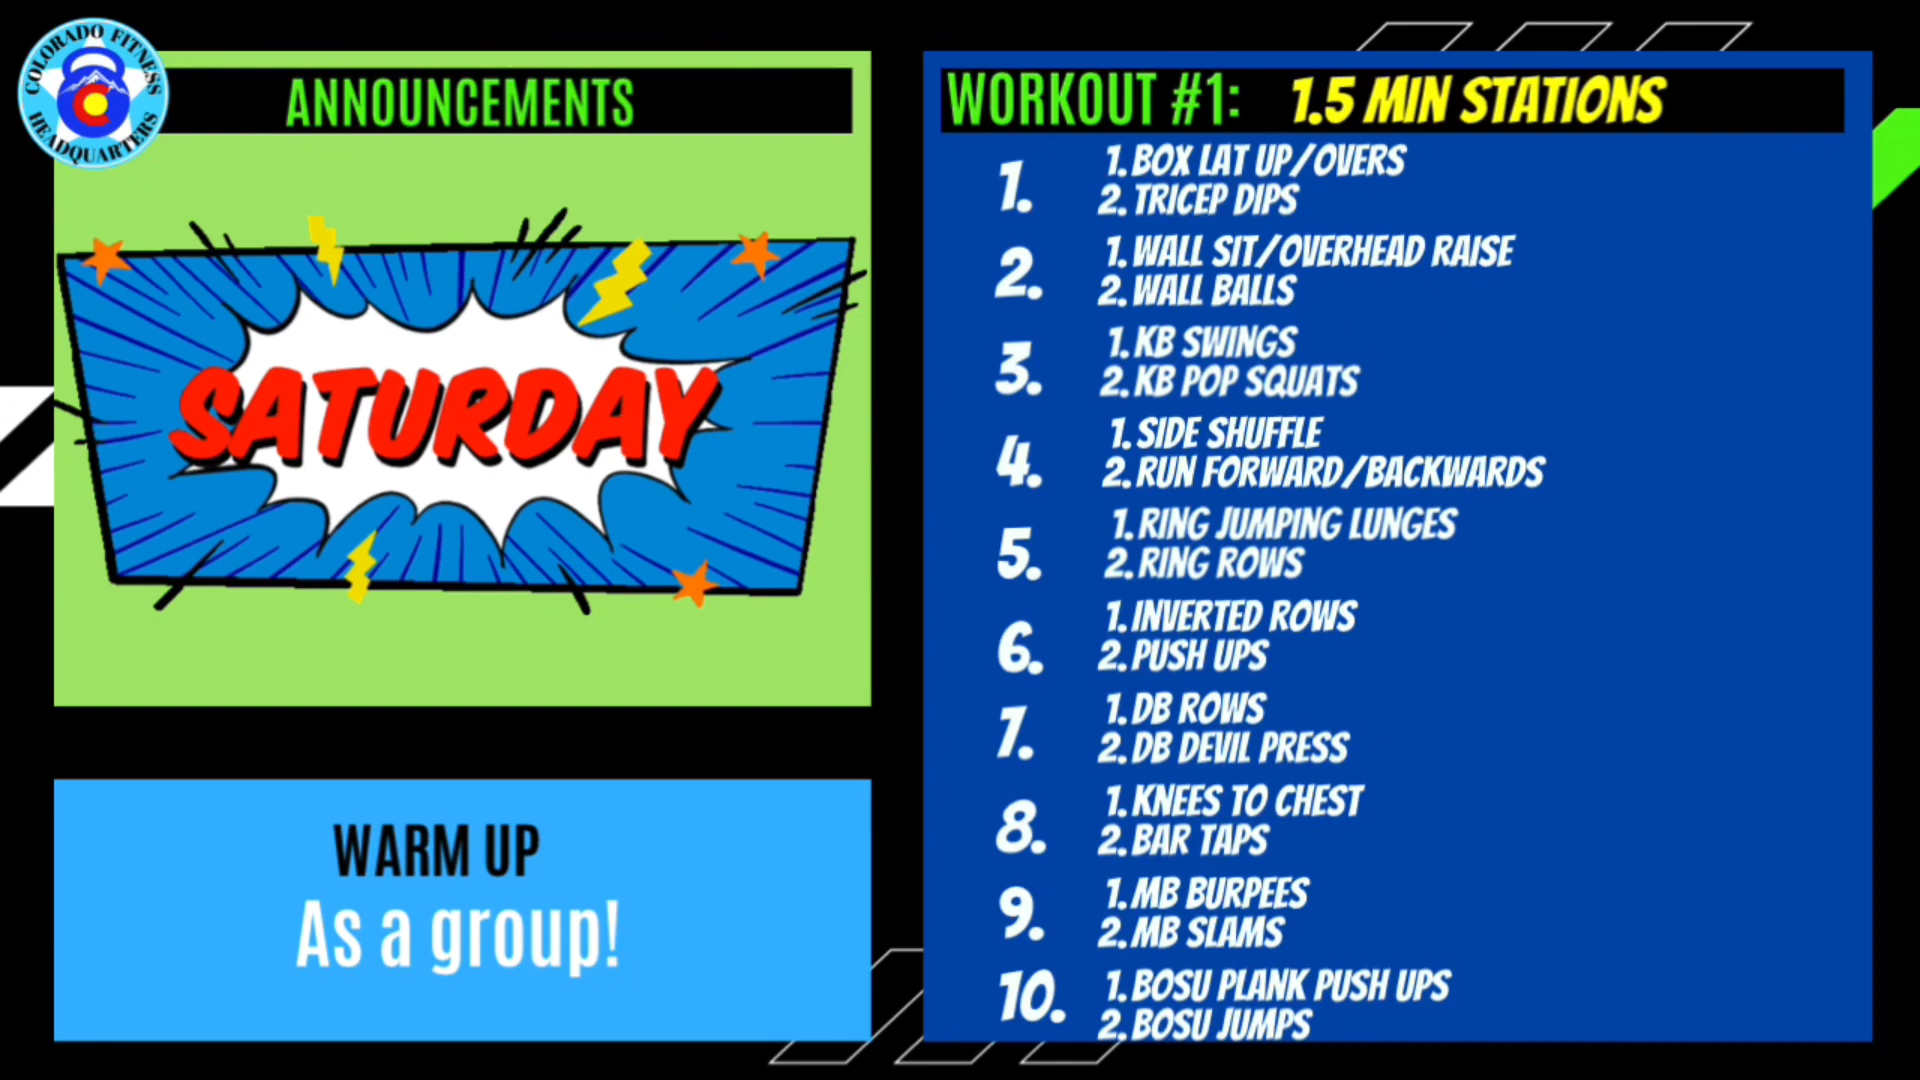 COLORADO FITNESS
HEADQUARTERS
ANNOUNCEMENTS
SATURDAY
WARM UP
As a group!
WORKOUT #1: 1.5 MIN STATIONS
1.
1. BOX LAT UP/OVERS
2. TRICEP DIPS
2.
1. WALL SIT/OVERHEAD RAISE
2. WALL BALLS
3.
1. KB SWINGS
2. KB POP SQUATS
4.
1. SIDE SHUFFLE
2. RUN FORWARD/BACKWARDS
5.
1. RING JUMPING LUNGES
2. RING ROWS
6.
1. INVERTED ROWS
2. PUSH UPS
7.
1. DB ROWS
2. DB DEVIL PRESS
8.
1. KNEES TO CHEST
2. BAR TAPS
9.
1. MB BURPEES
2. MB SLAMS
10.
1. BOSU PLANK PUSH UPS
2. BOSU JUMPS